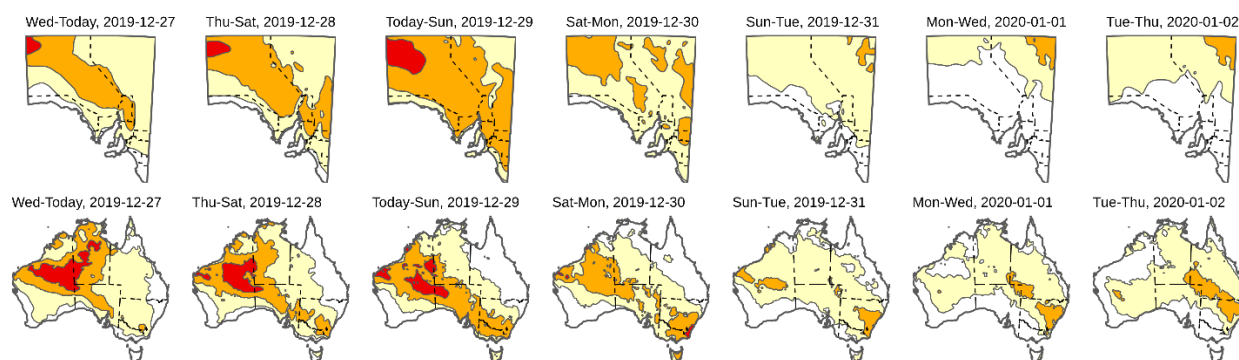 Wed-Today, 2019-12-27
Thu-Sat, 2019-12-28
Today-Sun, 2019-12-29
Sat-Mon, 2019-12-30
Sun-Tue, 2019-12-31
Mon-Wed, 2020-01-01
Tue-Thu, 2020-01-02
Wed-Today, 2019-12-27
Thu-Sat, 2019-12-28
Today-Sun, 2019-12-29
Sat-Mon, 2019-12-30
Sun-Tue, 2019-12-31
Mon-Wed, 2020-01-01
Tue-Thu, 2020-01-02